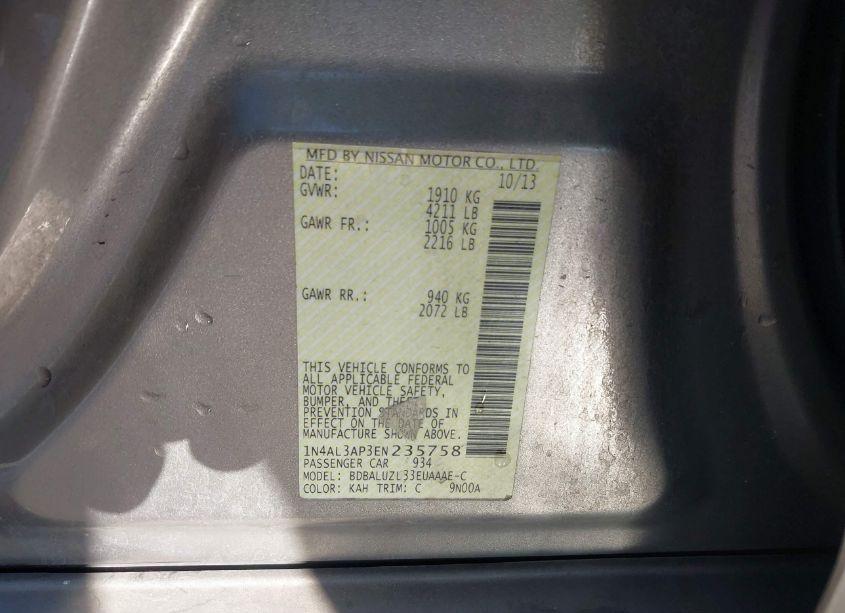 MFD BY NISSAN MOTOR CO., LTD.
DATE: 10/13
GVWR: 1910 KG
4211 LB
GAWR FR.: 1005 KG
2216 LB
GAWR RR.: 940 KG
2072 LB
THIS VEHICLE CONFORMS TO
ALL APPLICABLE FEDERAL
MOTOR VEHICLE SAFETY,
BUMPER, AND THEFT
PREVENTION STANDARDS IN
EFFECT ON THE DATE OF
MANUFACTURE SHOWN ABOVE.
1N4AL3AP3EN235758
PASSENGER CAR 934
MODEL: BDBALUZL33EUAAAE-C
COLOR: KAH TRIM: C 9N00A